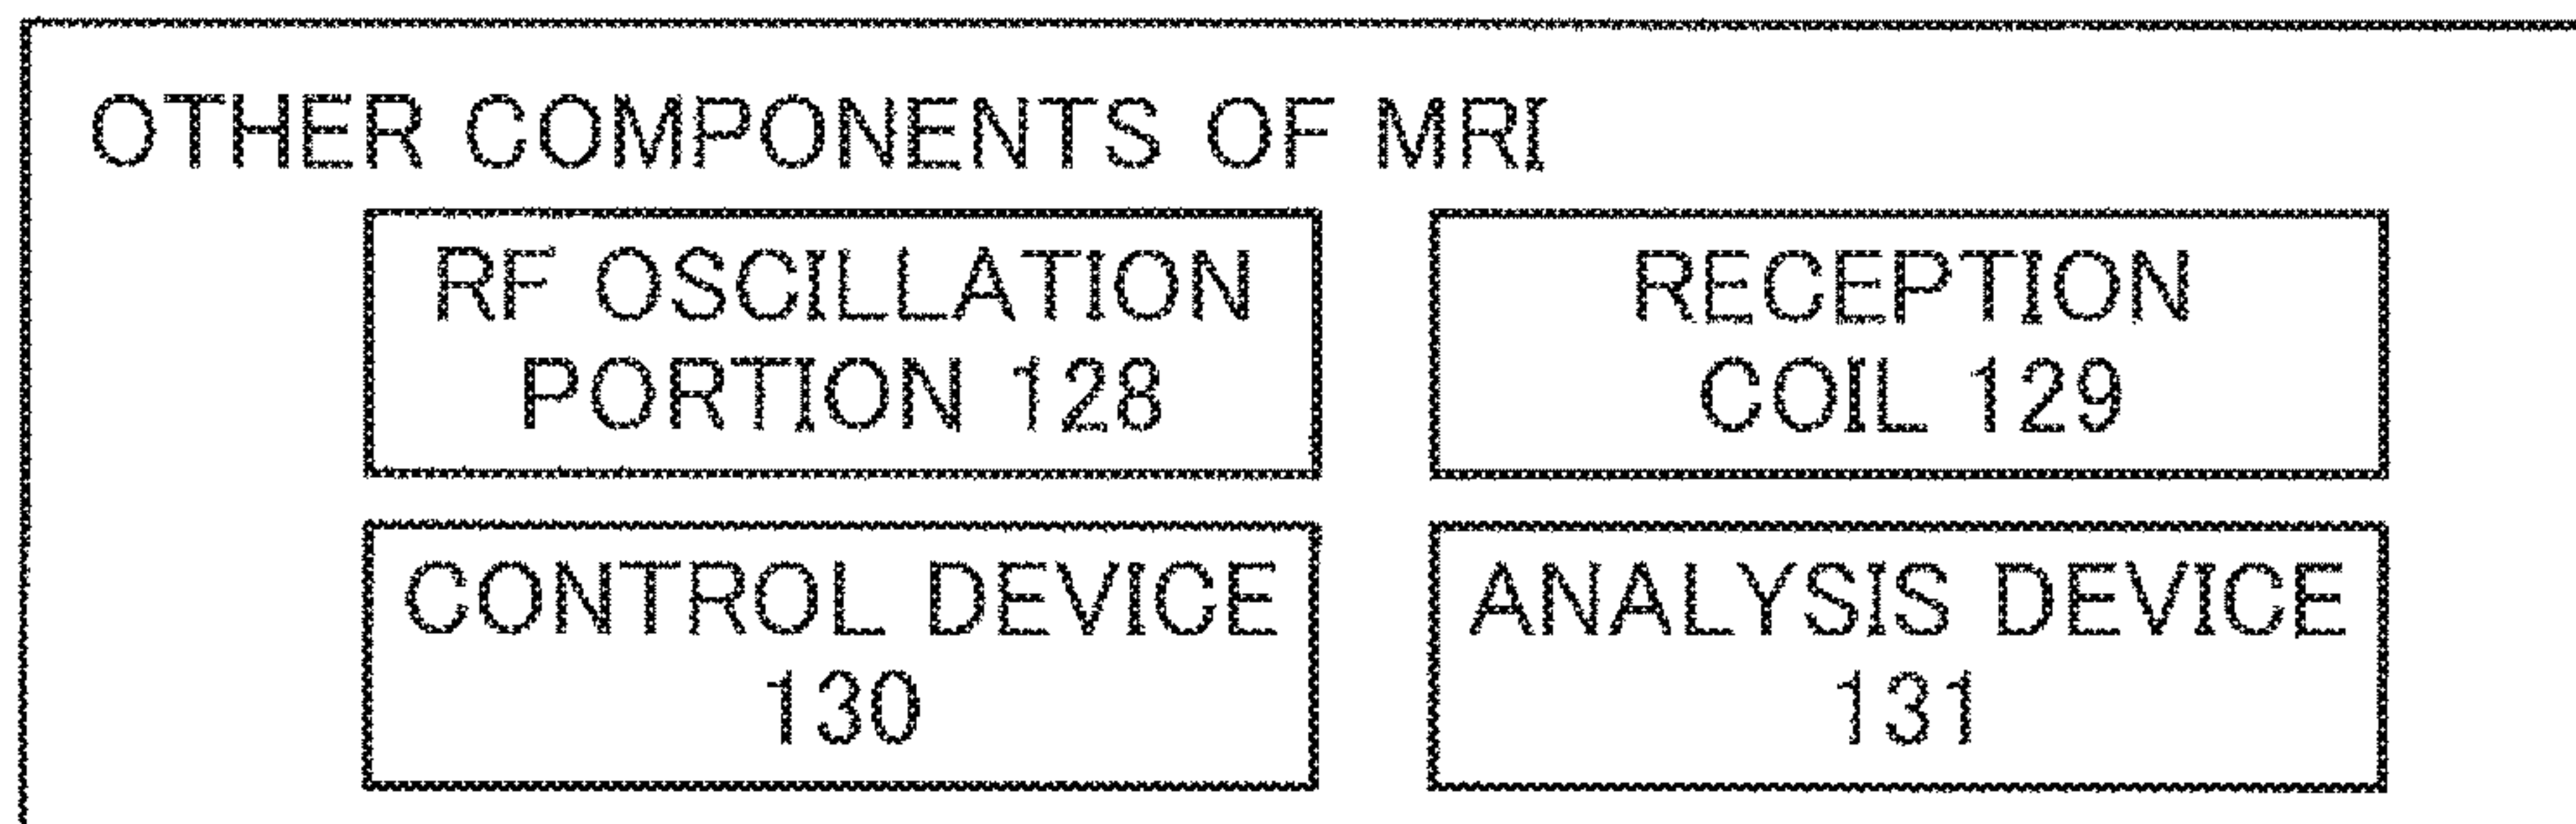 OTHER COMPONENTS OF MRI
RF OSCILLATION
PORTION 128
RECEPTION
COIL 129
CONTROL DEVICE
130
ANALYSIS DEVICE
131